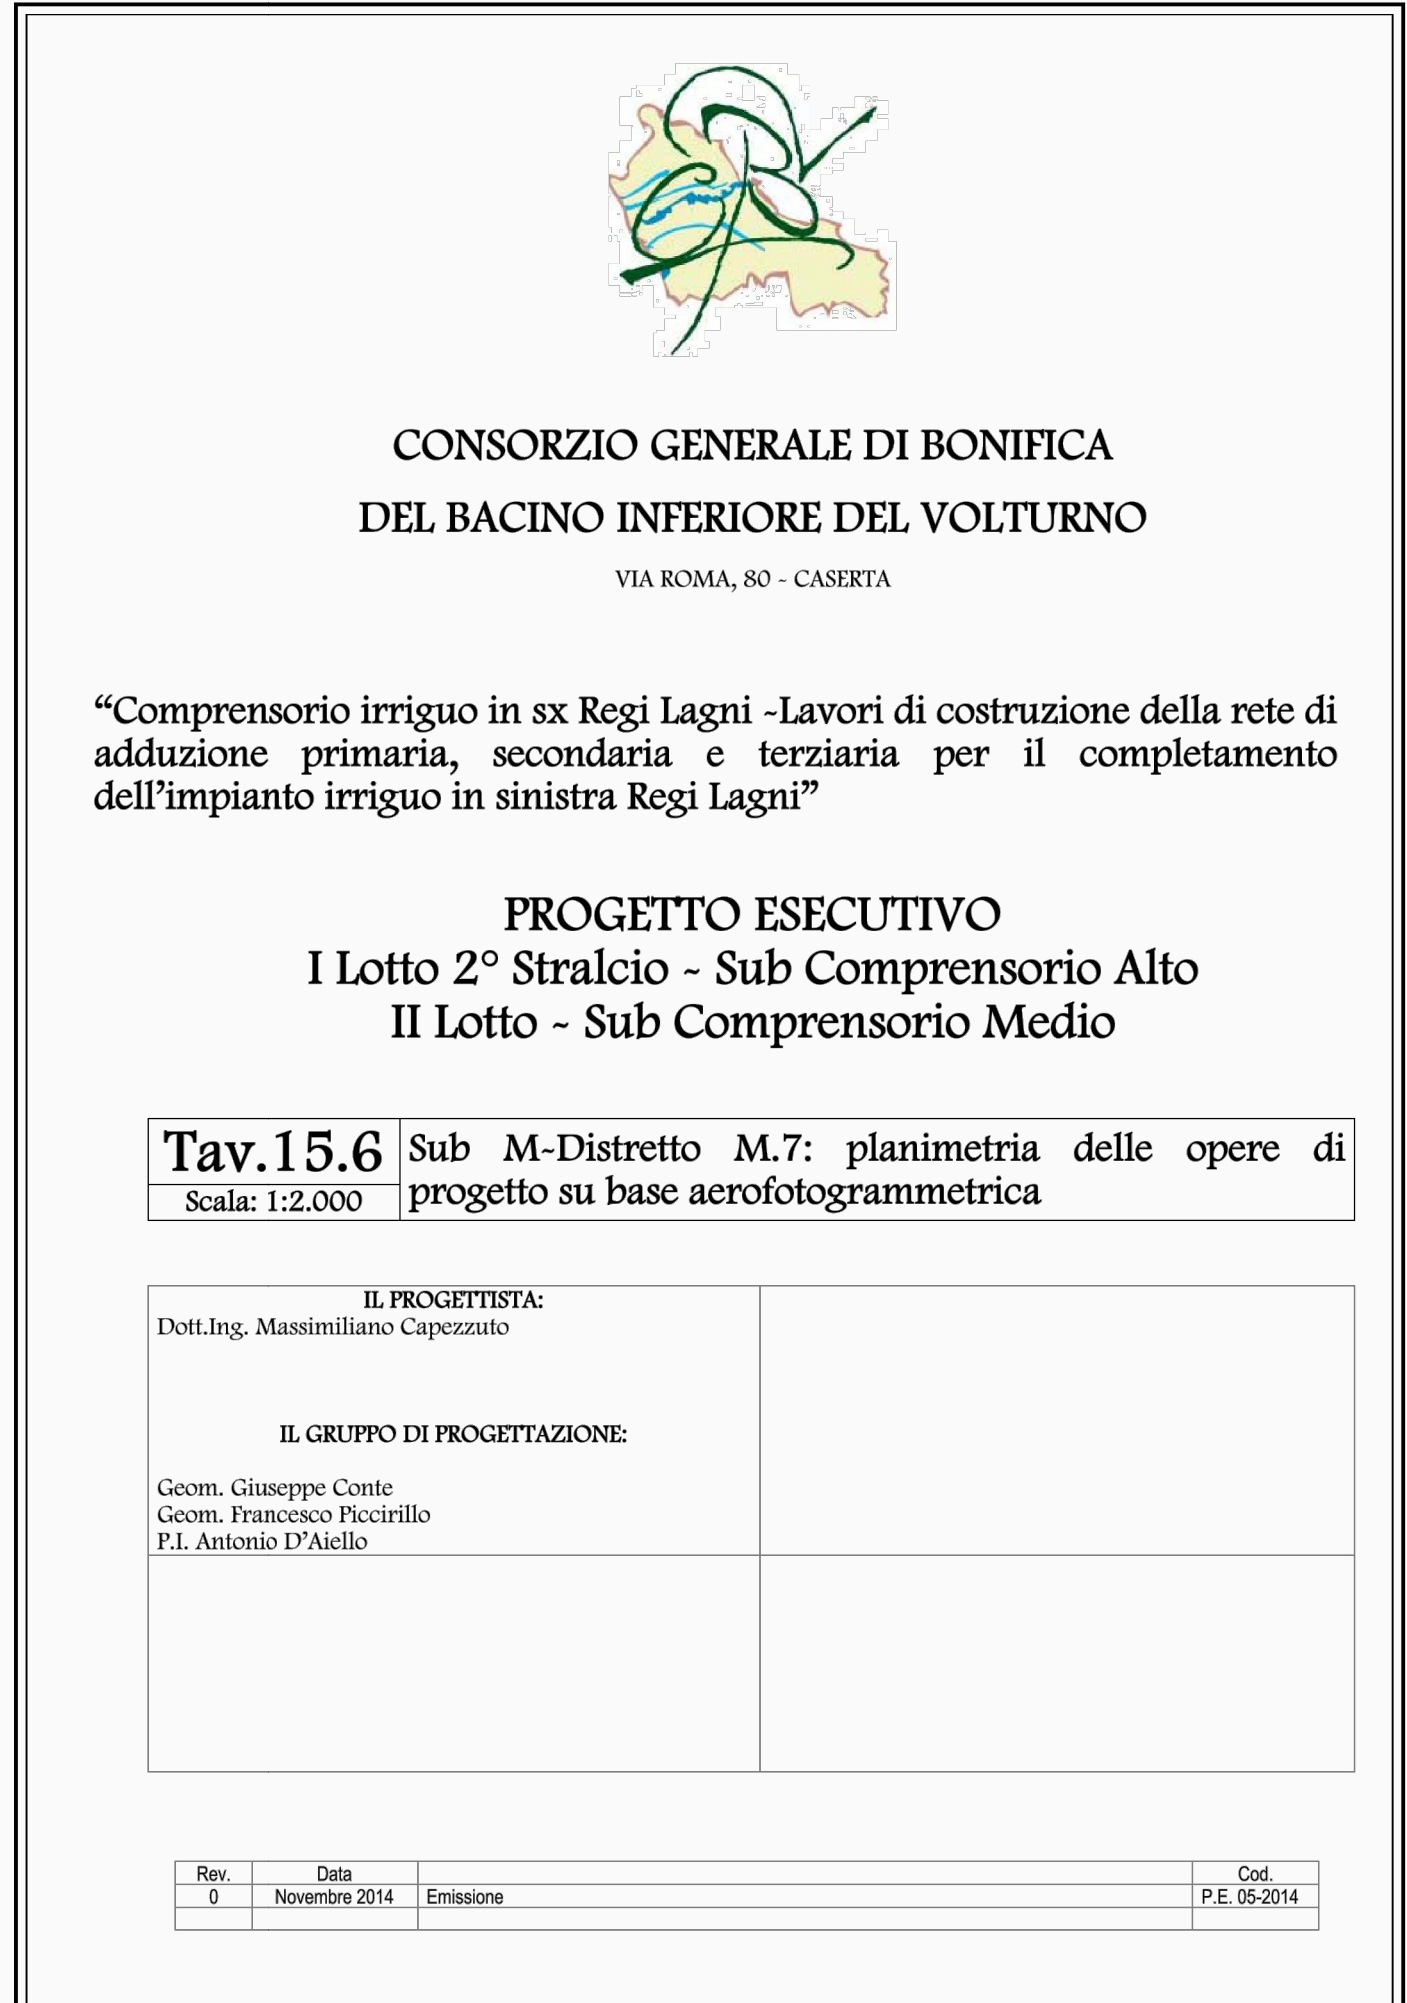 CONSORZIO GENERALE DI BONIFICA
DEL BACINO INFERIORE DEL VOLTURNO
VIA ROMA, 80 - CASERTA
“Comprensorio irriguo in sx Regi Lagni -Lavori di costruzione della rete di
adduzione primaria, secondaria e terziaria per il completamento
dell’impianto irriguo in sinistra Regi Lagni”
PROGETTO ESECUTIVO
I Lotto 2° Stralcio - Sub Comprensorio Alto
II Lotto - Sub Comprensorio Medio
Tav.15.6
Scala: 1:2.000
Sub M-Distretto M.7: planimetria delle opere di
progetto su base aerofotogrammetrica
IL PROGETTISTA:
Dott.Ing. Massimiliano Capezzuto
IL GRUPPO DI PROGETTAZIONE:
Geom. Giuseppe Conte
Geom. Francesco Piccirillo
P.I. Antonio D’Aiello
Rev. Data Cod.
0 Novembre 2014 Emissione P.E. 05-2014